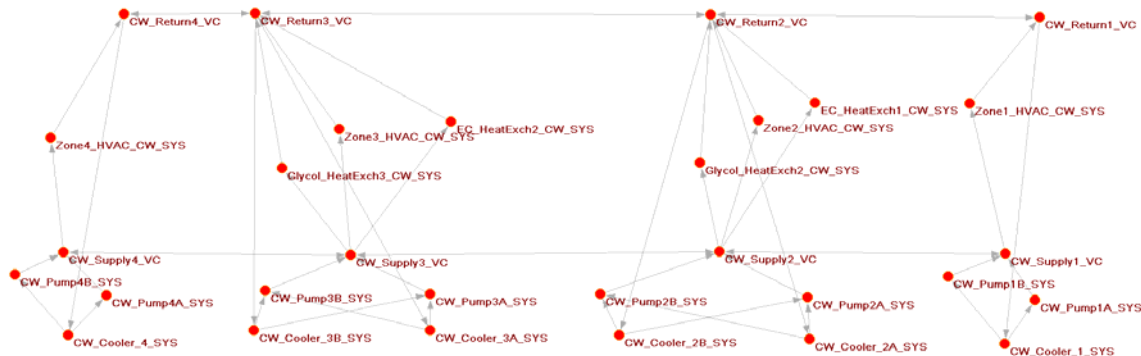 CW_Return4_VC
CW_Return3_VC
CW_Return2_VC
CW_Return1_VC
EC_HeatExch1_CW_SYS
Zone1_HVAC_CW_SYS
Zone2_HVAC_CW_SYS
EC_HeatExch2_CW_SYS
Zone3_HVAC_CW_SYS
Zone4_HVAC_CW_SYS
Glycol_HeatExch2_CW_SYS
Glycol_HeatExch3_CW_SYS
CW_Supply4_VC
CW_Supply3_VC
CW_Supply2_VC
CW_Supply1_VC
CW_Pump4B_SYS
CW_Pump4A_SYS
CW_Pump3B_SYS
CW_Pump3A_SYS
CW_Pump2B_SYS
CW_Pump2A_SYS
CW_Pump1B_SYS
CW_Pump1A_SYS
CW_Cooler_4_SYS
CW_Cooler_3B_SYS
CW_Cooler_3A_SYS
CW_Cooler_2B_SYS
CW_Cooler_2A_SYS
CW_Cooler_1_SYS